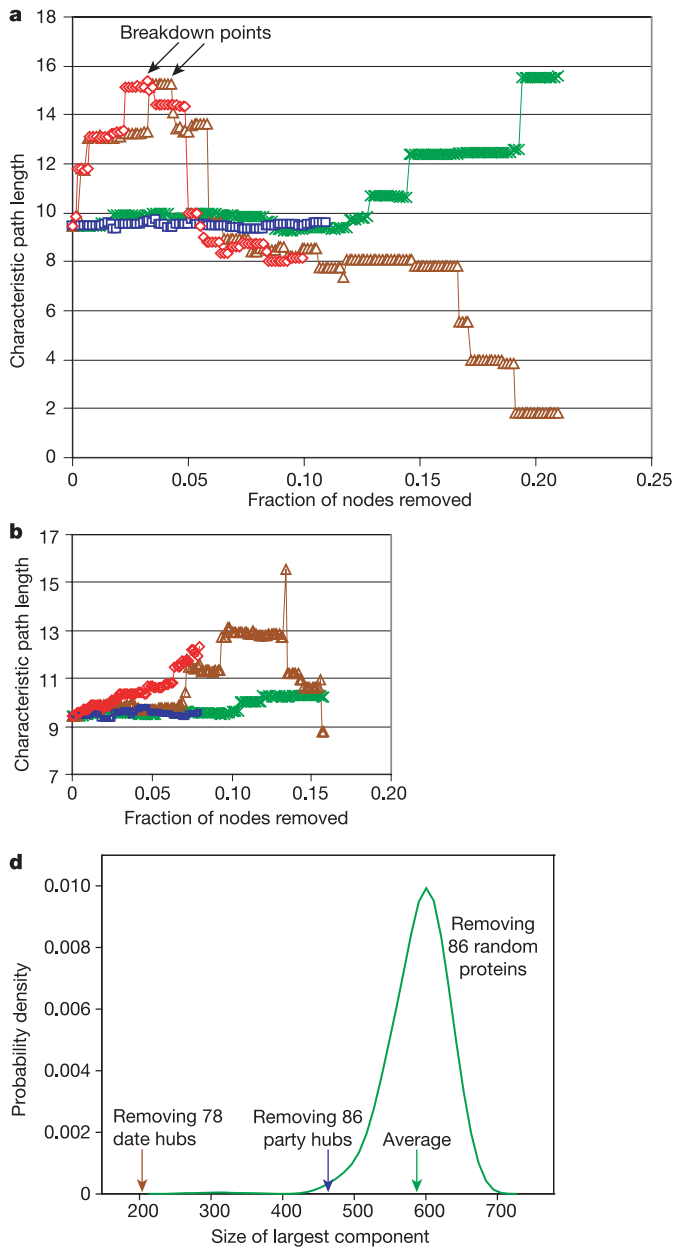 a
Breakdown points
18
16
14
12
10
8
6
4
2
0
Characteristic path length
0
0.05
0.10
0.15
0.20
0.25
Fraction of nodes removed
b
17
15
13
11
9
7
Characteristic path length
0
0.05
0.10
0.15
0.20
Fraction of nodes removed
d
0.010
0.008
0.006
0.004
0.002
0
Probability density
Removing
86 random
proteins
Removing 78
date hubs
Removing 86
party hubs
Average
200
300
400
500
600
700
Size of largest component